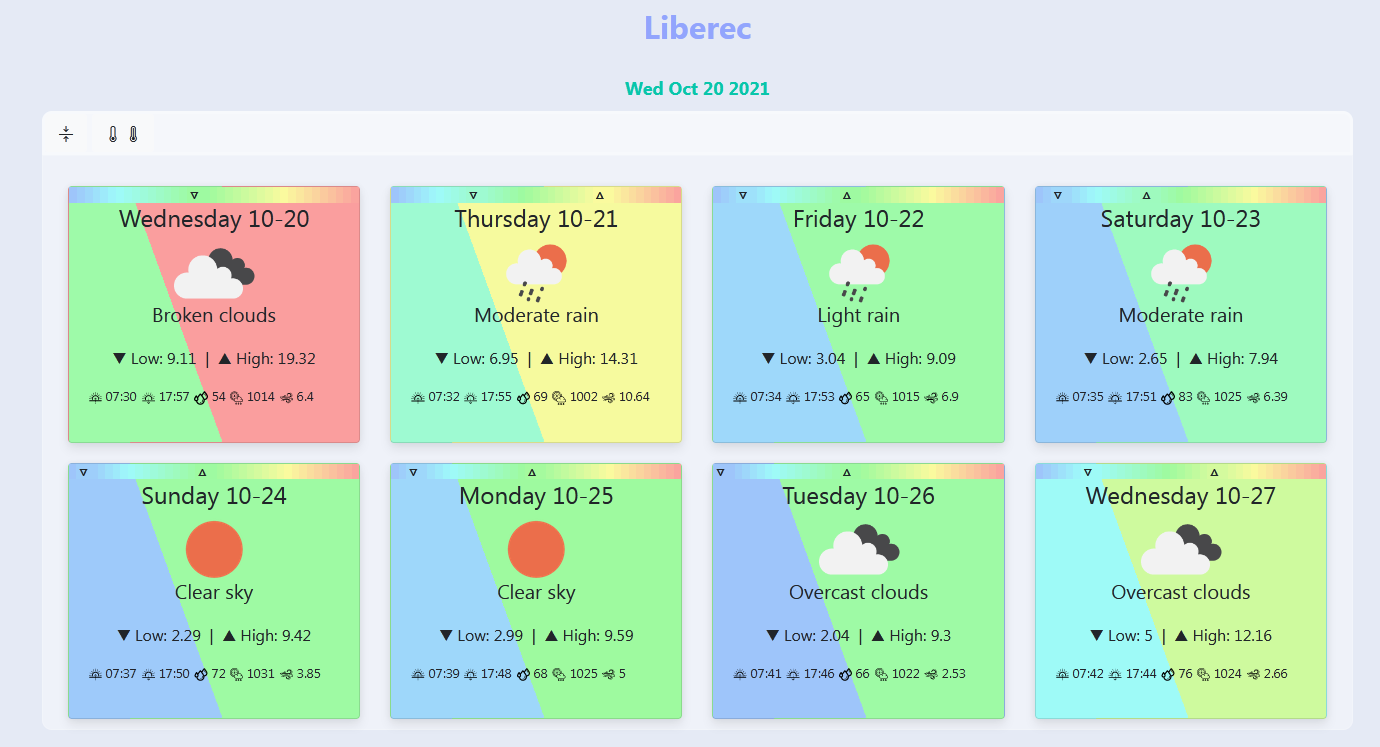 Liberec
Wed Oct 20 2021
Wednesday 10-20
Broken clouds
▼ Low: 9.11 | ▲ High: 19.32
07:30 17:57 54 1014 6.4
Thursday 10-21
Moderate rain
▼ Low: 6.95 | ▲ High: 14.31
07:32 17:55 69 1002 10.64
Friday 10-22
Light rain
▼ Low: 3.04 | ▲ High: 9.09
07:34 17:53 65 1015 6.9
Saturday 10-23
Moderate rain
▼ Low: 2.65 | ▲ High: 7.94
07:35 17:51 83 1025 6.39
Sunday 10-24
Clear sky
▼ Low: 2.29 | ▲ High: 9.42
07:37 17:50 72 1031 3.85
Monday 10-25
Clear sky
▼ Low: 2.99 | ▲ High: 9.59
07:39 17:48 68 1025 5
Tuesday 10-26
Overcast clouds
▼ Low: 2.04 | ▲ High: 9.3
07:41 17:46 66 1022 2.53
Wednesday 10-27
Overcast clouds
▼ Low: 5 | ▲ High: 12.16
07:42 17:44 76 1024 2.66